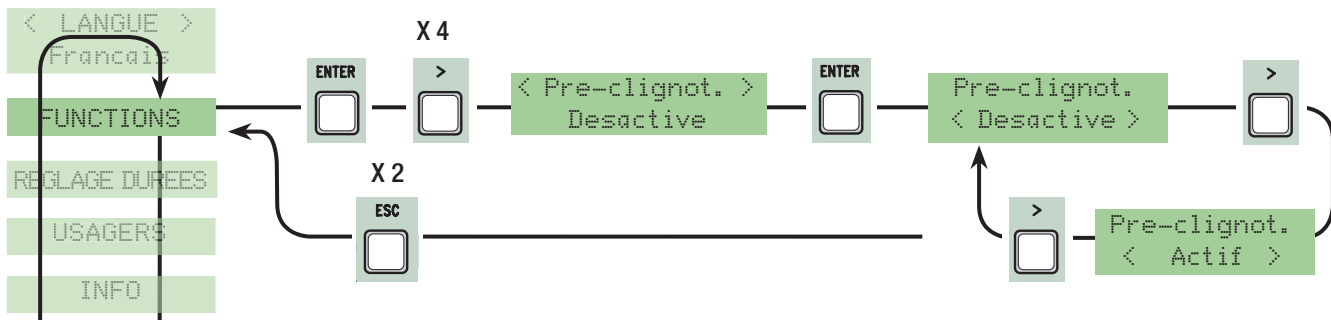 < LANGUE >
Francais
FUNCTIONS
REGLAGE DUREES
USAGERS
INFO
ENTER
X 4
>
< Pre-clignot. >
Desactive
ENTER
Pre-clignot.
< Desactive >
>
X 2
ESC
>
Pre-clignot.
< Actif >